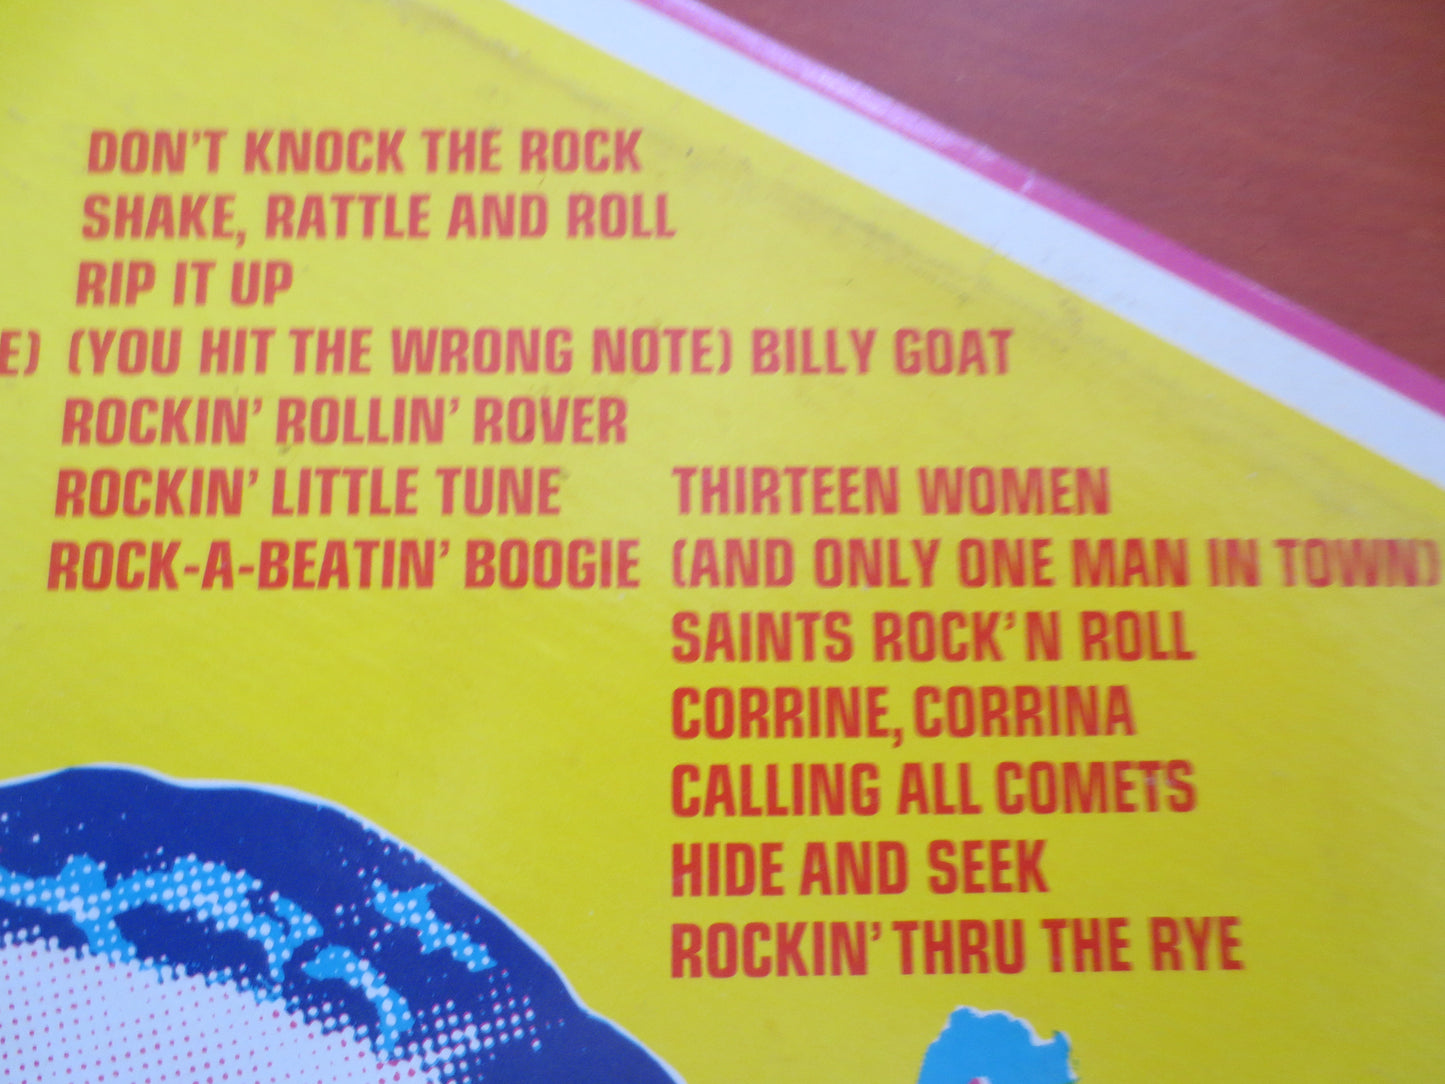 DON'T KNOCK THE ROCK
SHAKE, RATTLE AND ROLL
RIP IT UP
E) (YOU HIT THE WRONG NOTE) BILLY GOAT
ROCKIN' ROLLIN' ROVER
ROCKIN' LITTLE TUNE
ROCK-A-BEATIN' BOOGIE
THIRTEEN WOMEN
(AND ONLY ONE MAN IN TOWN)
SAINTS ROCK'N ROLL
CORRINE, CORRINA
CALLING ALL COMETS
HIDE AND SEEK
ROCKIN' THRU THE RYE